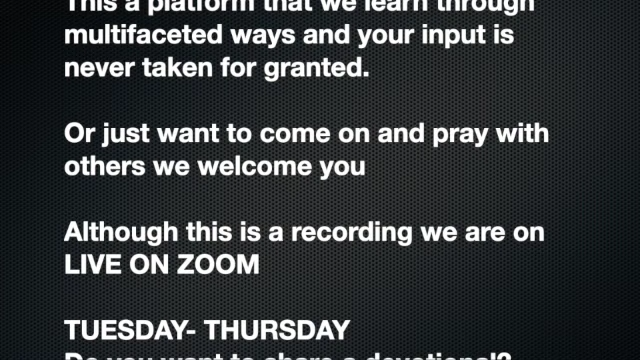 This a platform that we learn through
multifaceted ways and your input is
never taken for granted.
Or just want to come on and pray with
others we welcome you
Although this is a recording we are on
LIVE ON ZOOM
TUESDAY- THURSDAY
Do you want to share a devotional?